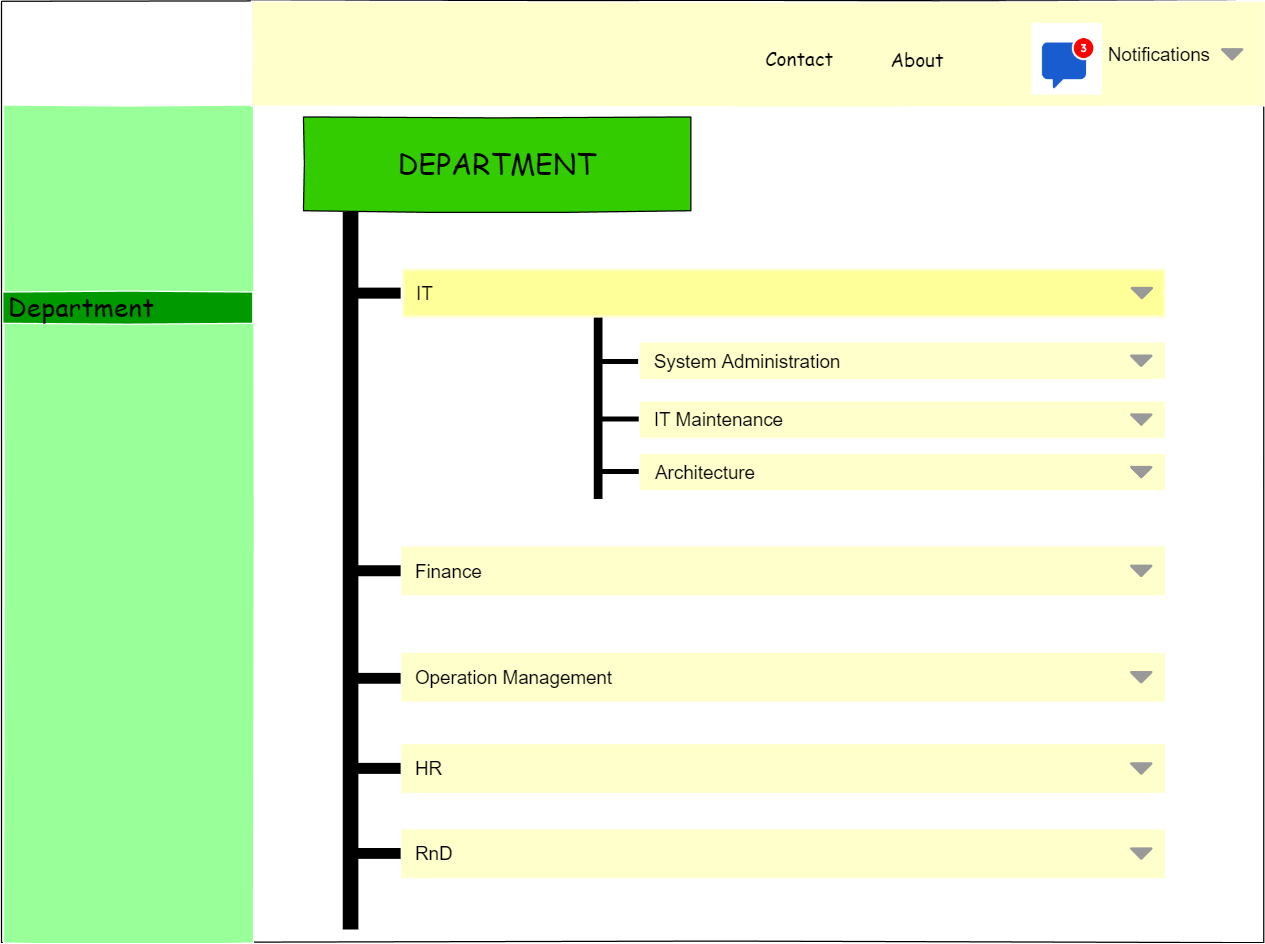 Contact
About
3
Notifications
DEPARTMENT
Department
IT
System Administration
IT Maintenance
Architecture
Finance
Operation Management
HR
RnD